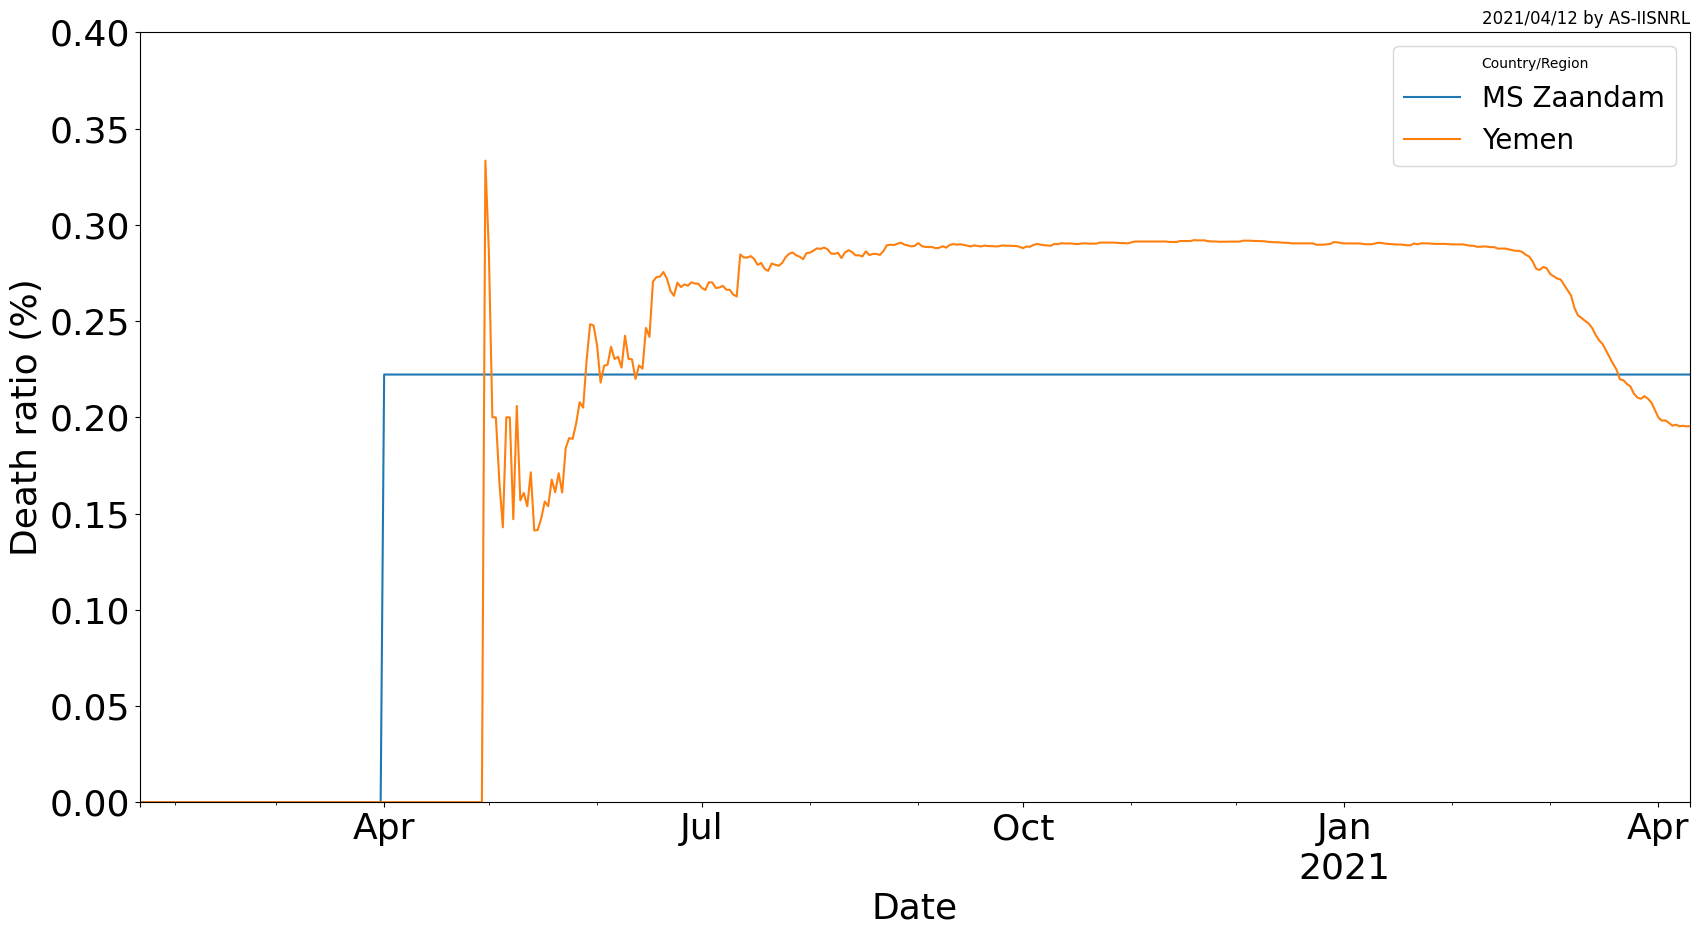 2021/04/12 by AS-IISNRL
Country/Region
MS Zaandam
Yemen
Death ratio (%)
0.40
0.35
0.30
0.25
0.20
0.15
0.10
0.05
0.00
Apr
Jul
Oct
Jan
2021
Apr
Date